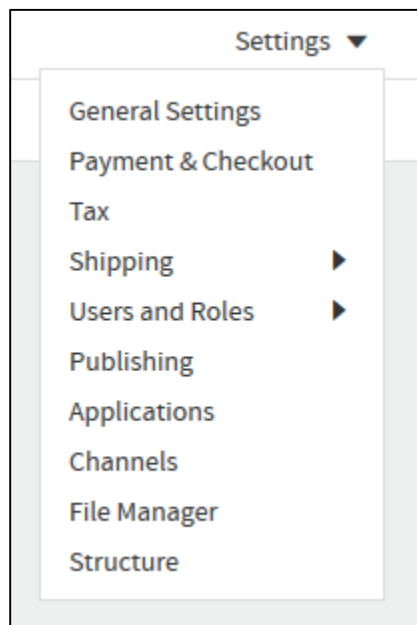 Settings
General Settings
Payment & Checkout
Tax
Shipping
Users and Roles
Publishing
Applications
Channels
File Manager
Structure